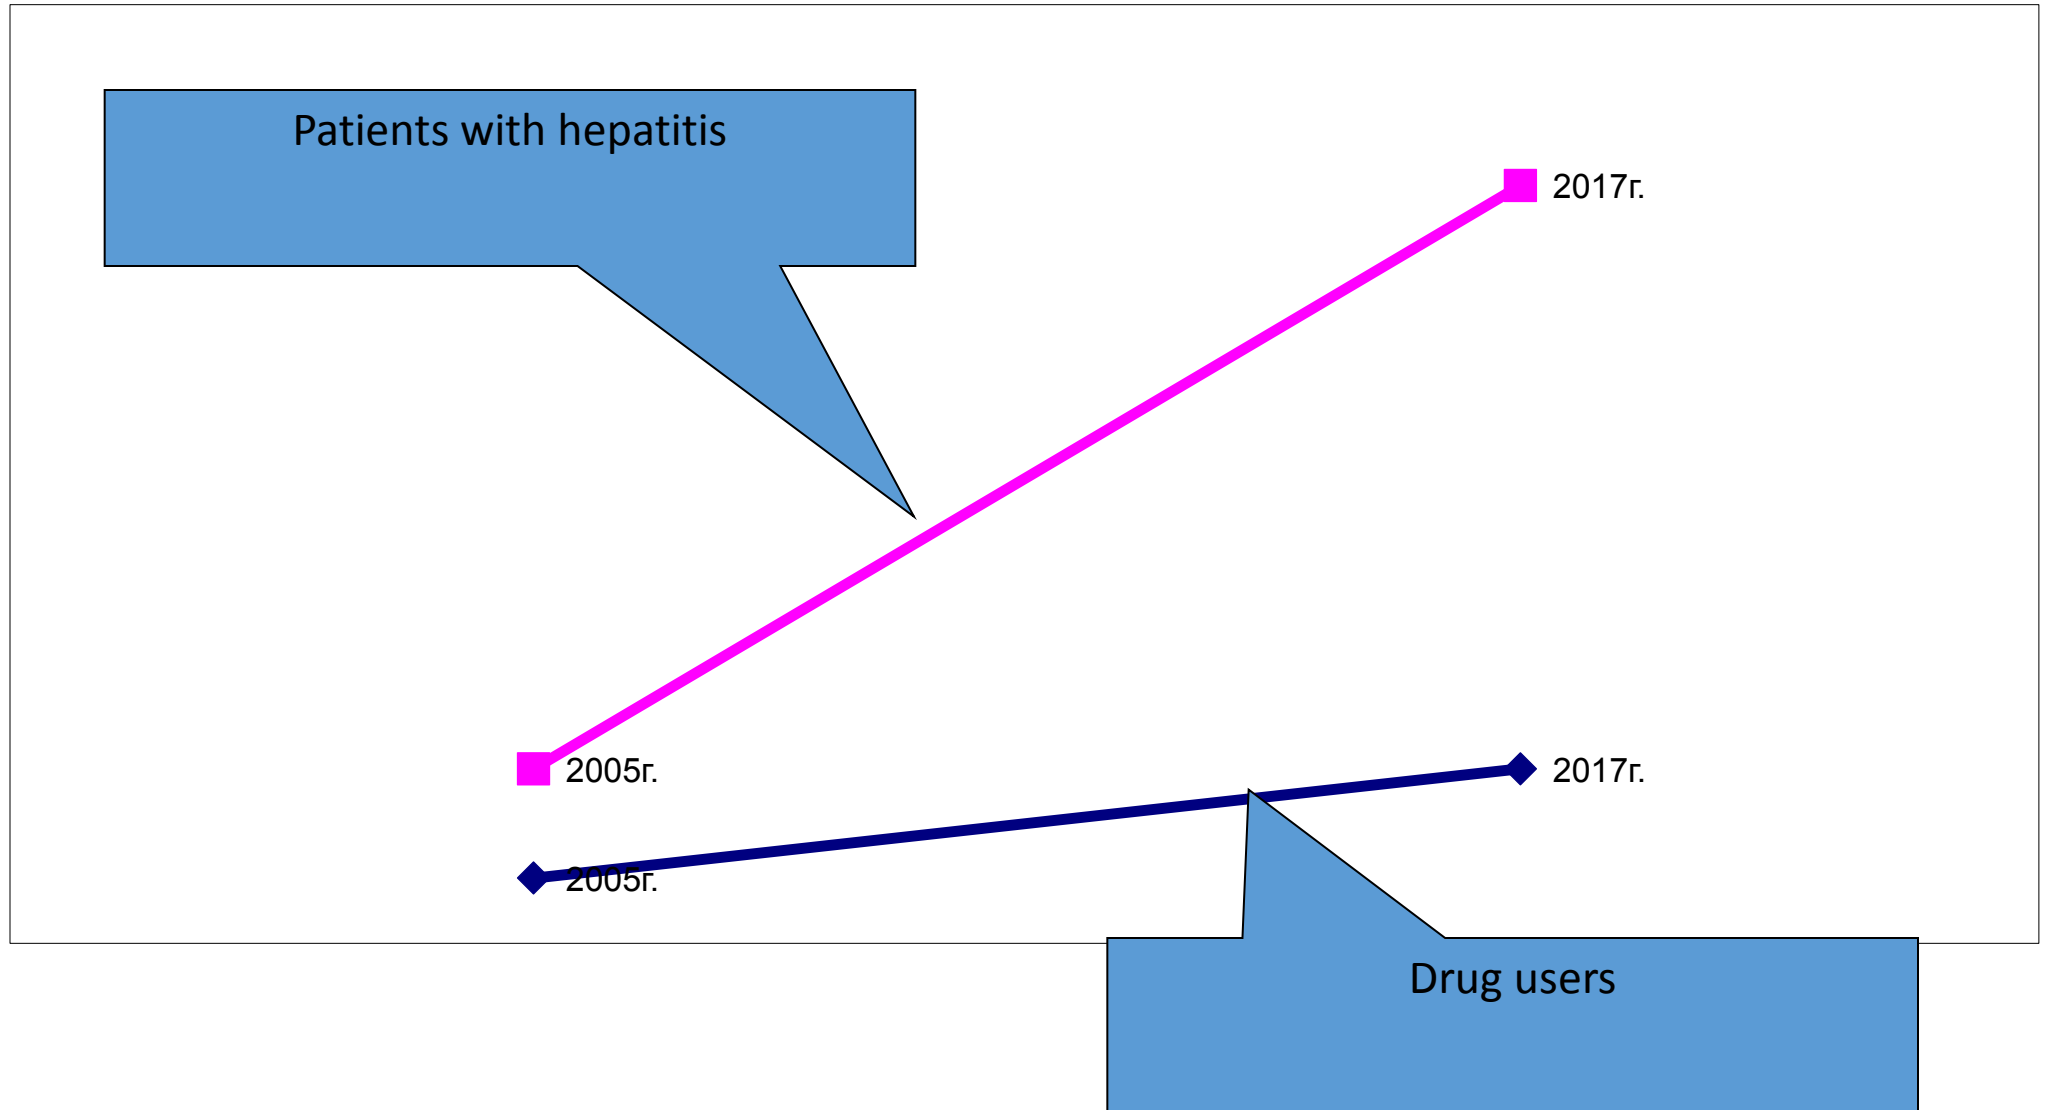 Patients with hepatitis
2017г.
2005г.
2017г.
2005г.
Drug users